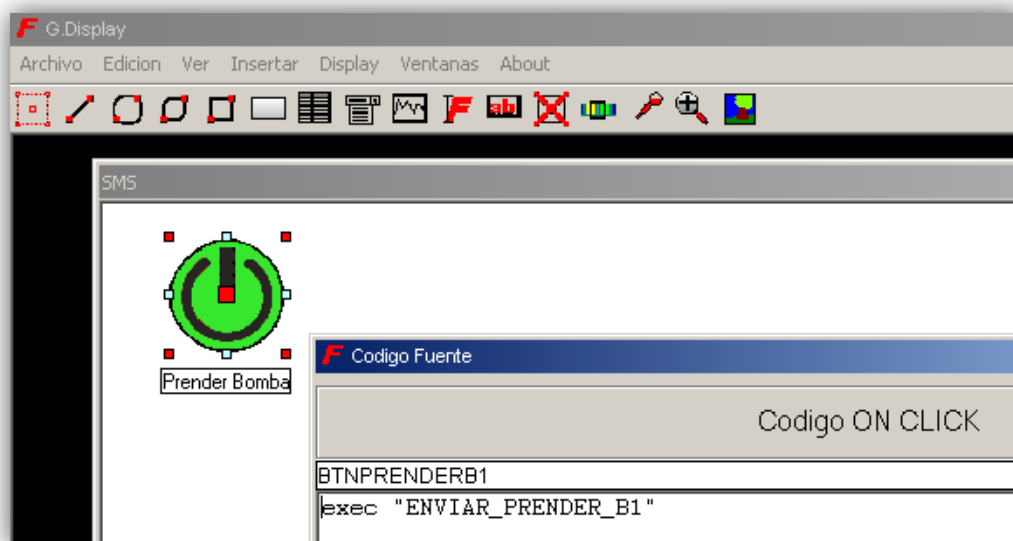 G.Display
Archivo Edicion Ver Insertar Display Ventanas About
ab
SMS
Prender Bomba
Codigo Fuente
Codigo ON CLICK
BTNPRENDERB1
exec "ENVIAR_PRENDER_B1"